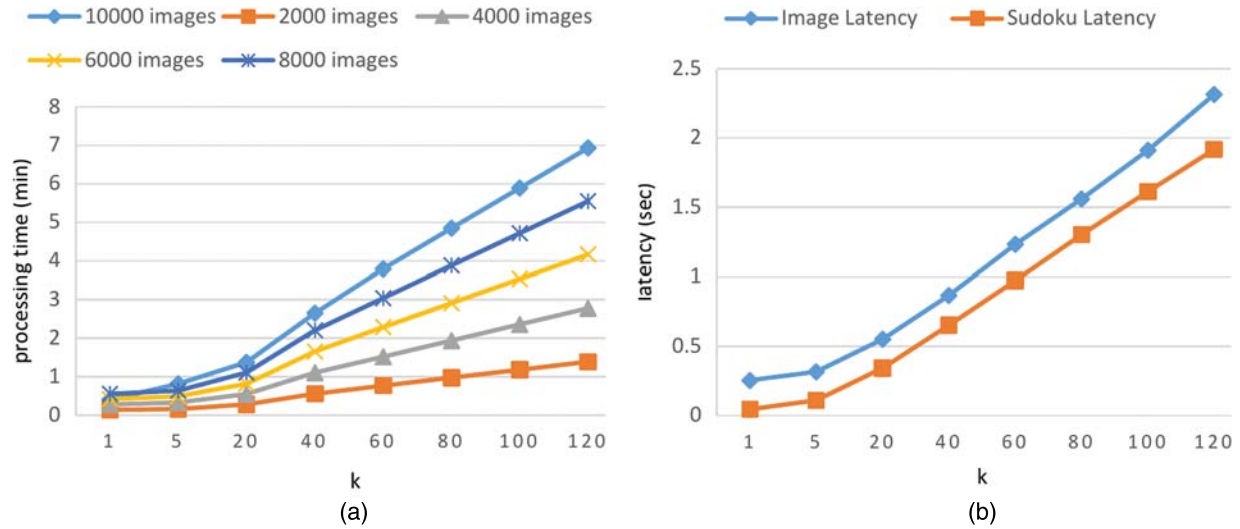 10000 images 2000 images 4000 images
6000 images 8000 images
processing time (min)
8
7
6
5
4
3
2
1
0
1 5 20 40 60 80 100 120
k
(a)
Image Latency Sudoku Latency
latency (sec)
2.5
2
1.5
1
0.5
0
1 5 20 40 60 80 100 120
k
(b)